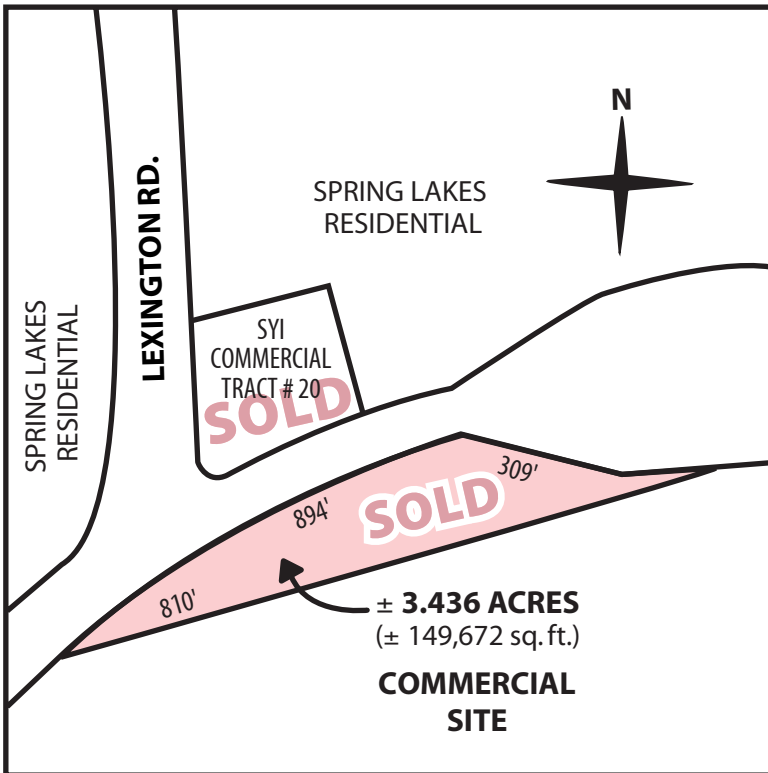 N
SPRING LAKES
RESIDENTIAL
LEXINGTON RD.
SPRING LAKES
RESIDENTIAL
SYI
COMMERCIAL
TRACT # 20
SOLD
309'
894'
SOLD
810'
± 3.436 ACRES
(± 149,672 sq. ft.)
COMMERCIAL
SITE